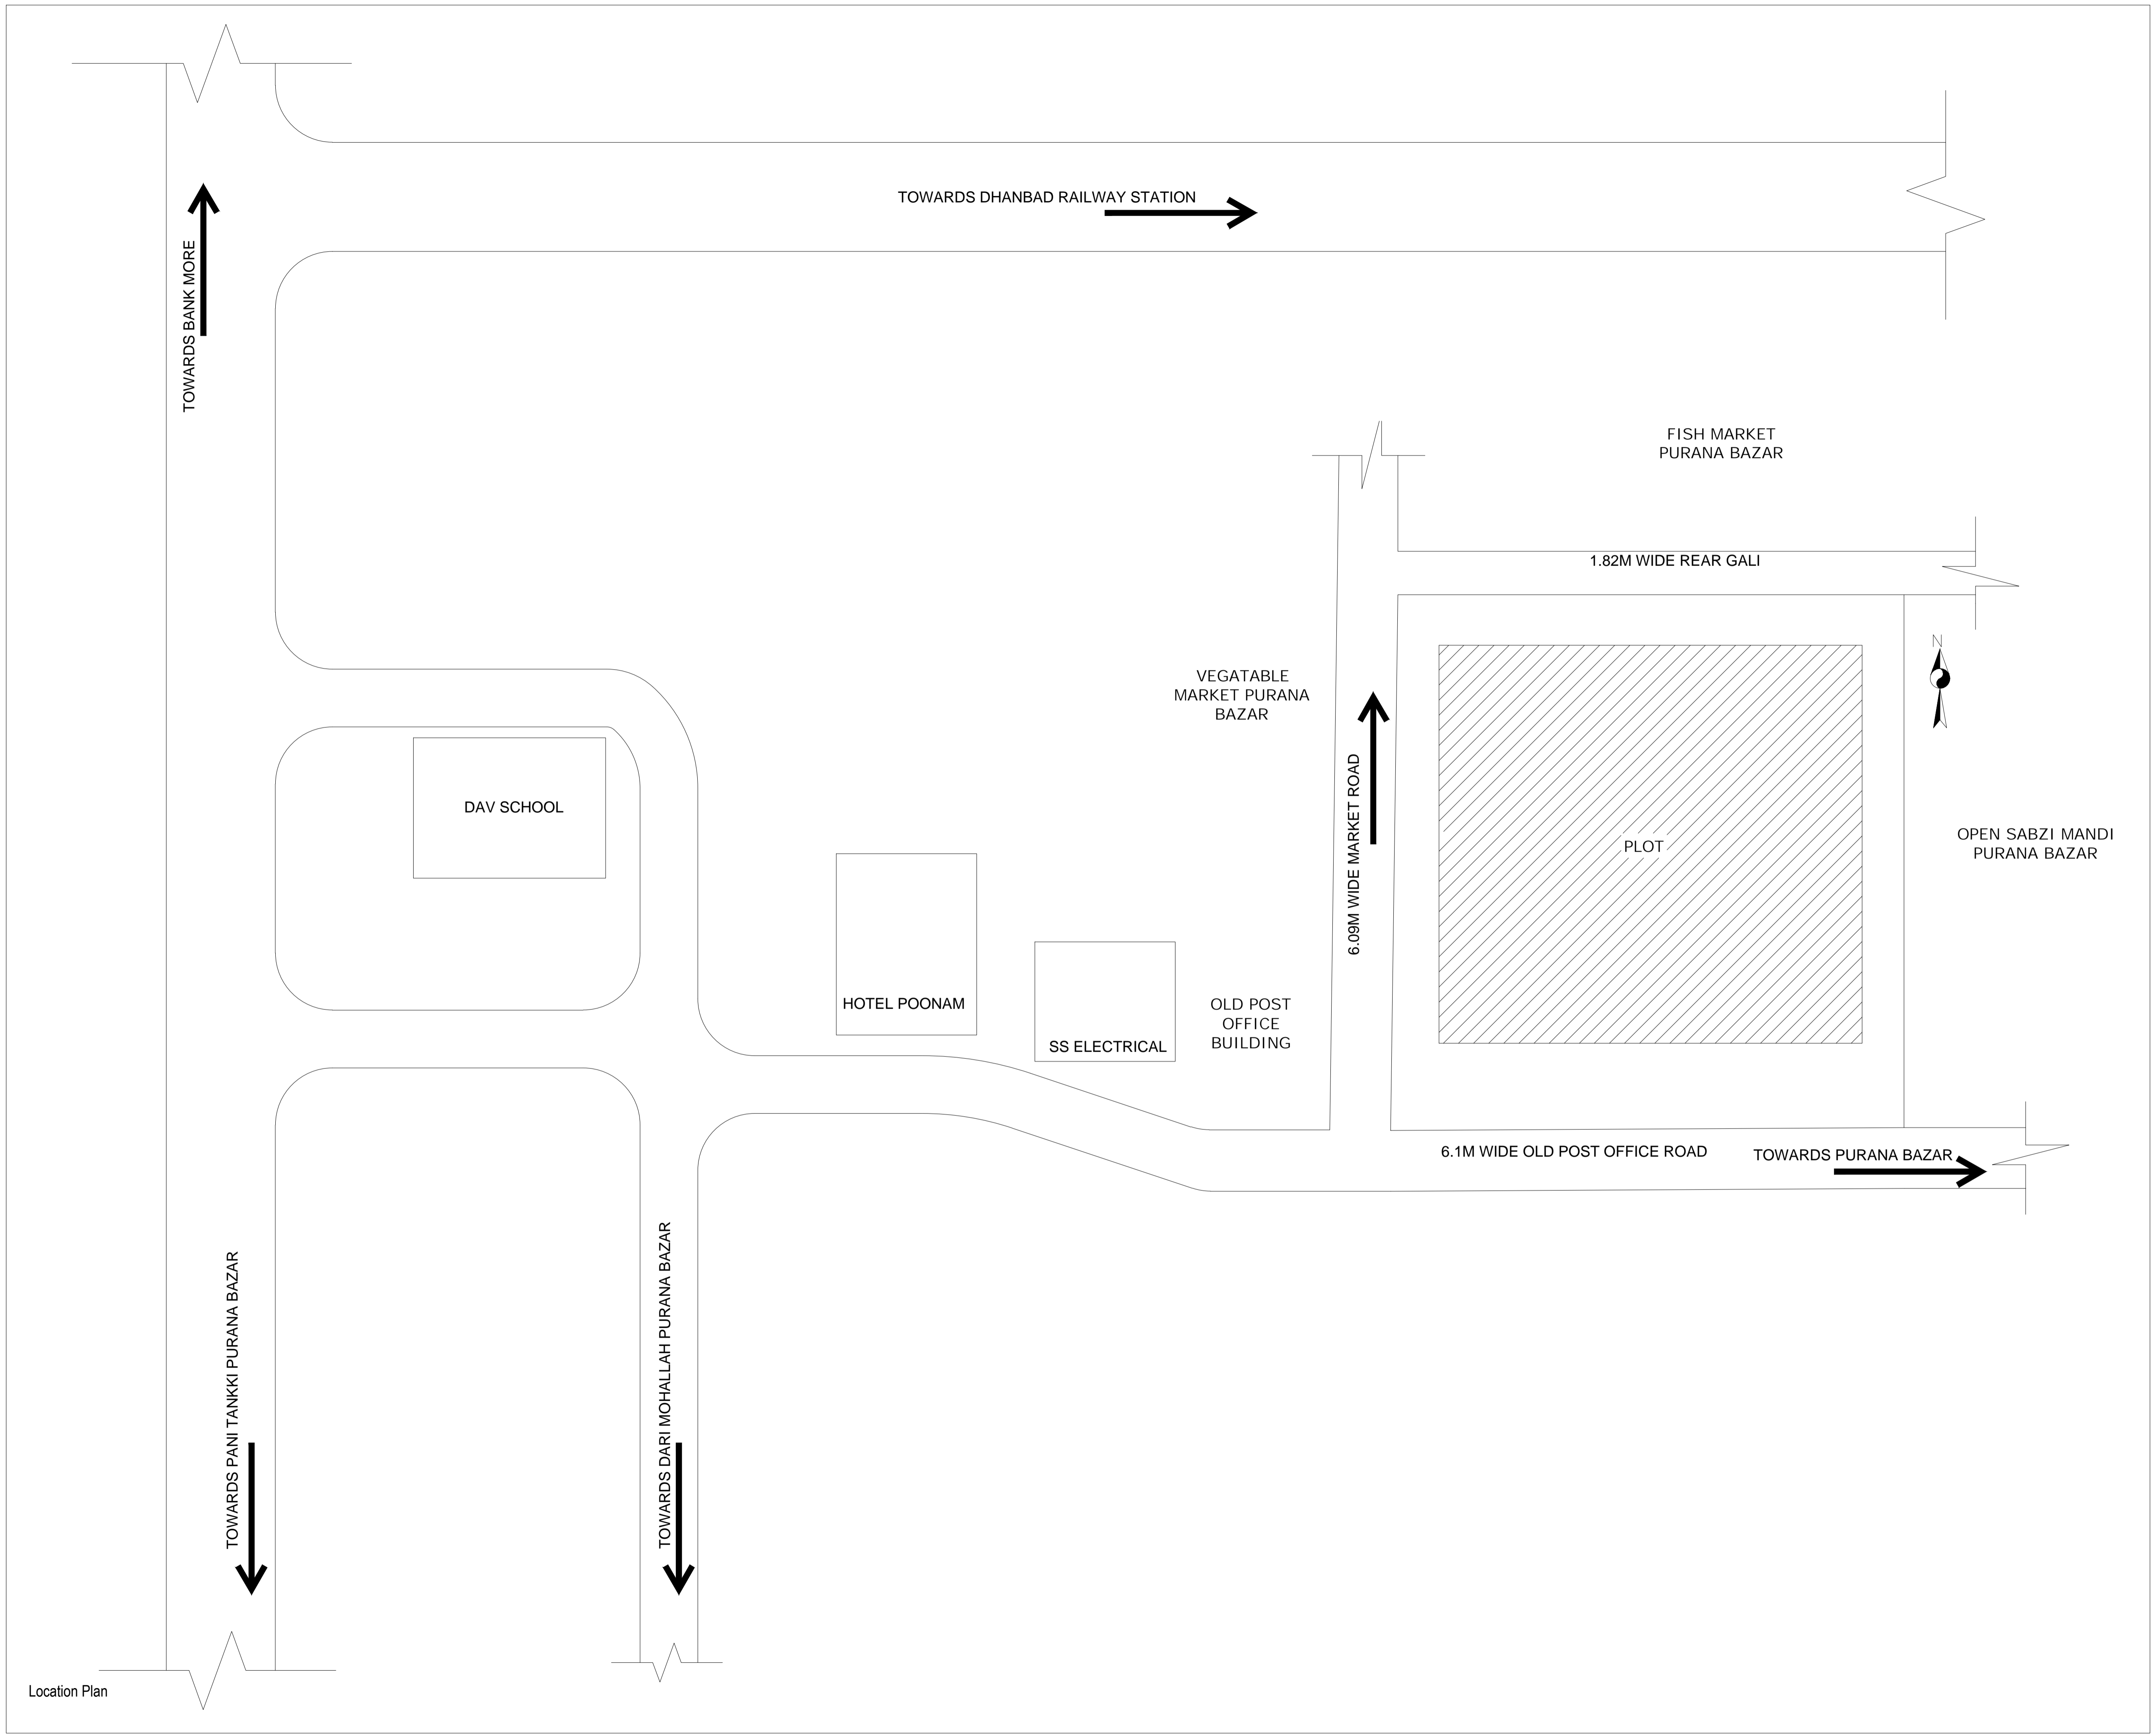 TOWARDS DHANBAD RAILWAY STATION
TOWARDS BANK MORE
FISH MARKET
PURANA BAZAR
1.82M WIDE REAR GALI
N
VEGATABLE
MARKET PURANA
BAZAR
6.09M WIDE MARKET ROAD
DAV SCHOOL
PLOT
OPEN SABZI MANDI
PURANA BAZAR
HOTEL POONAM
SS ELECTRICAL
OLD POST
OFFICE
BUILDING
6.1M WIDE OLD POST OFFICE ROAD
TOWARDS PURANA BAZAR
TOWARDS PANI TANKKI PURANA BAZAR
TOWARDS DARI MOHALLAH PURANA BAZAR
Location Plan